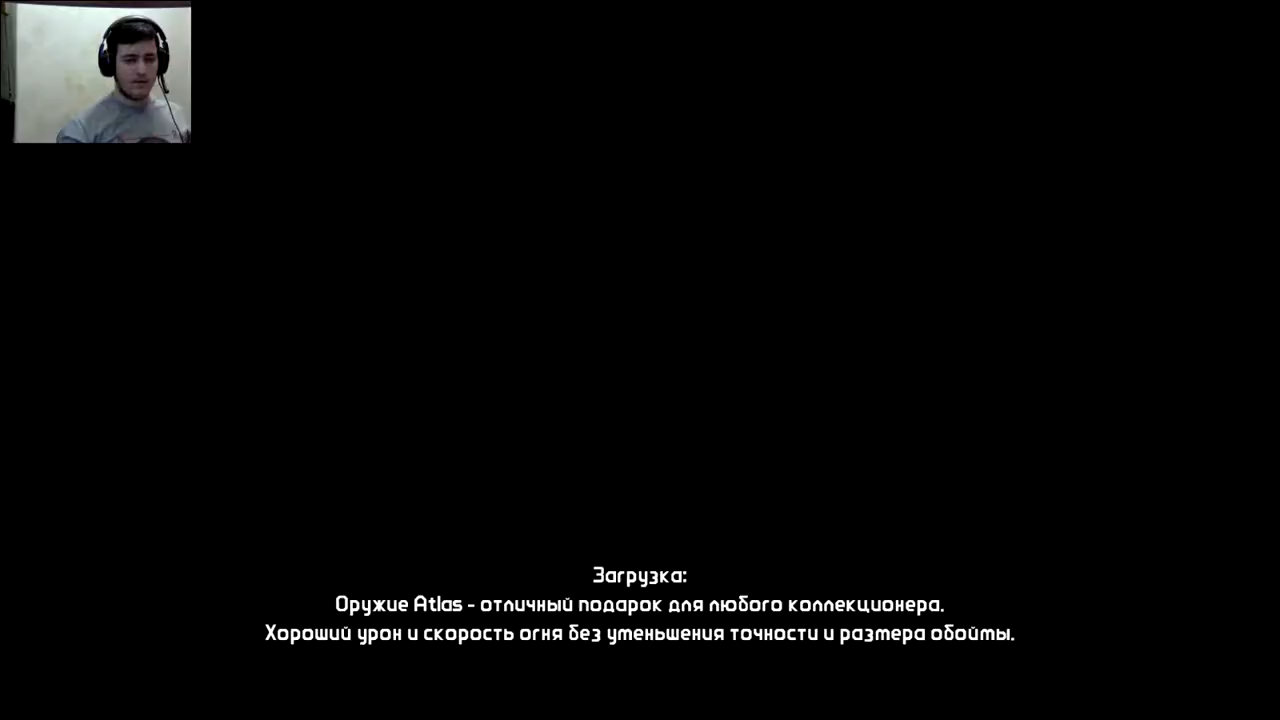 Загрузка:
Оружие Atlas - отличный подарок для любого коллекционера.
Хороший урон и скорость огня без уменьшения точности и размера обоймы.